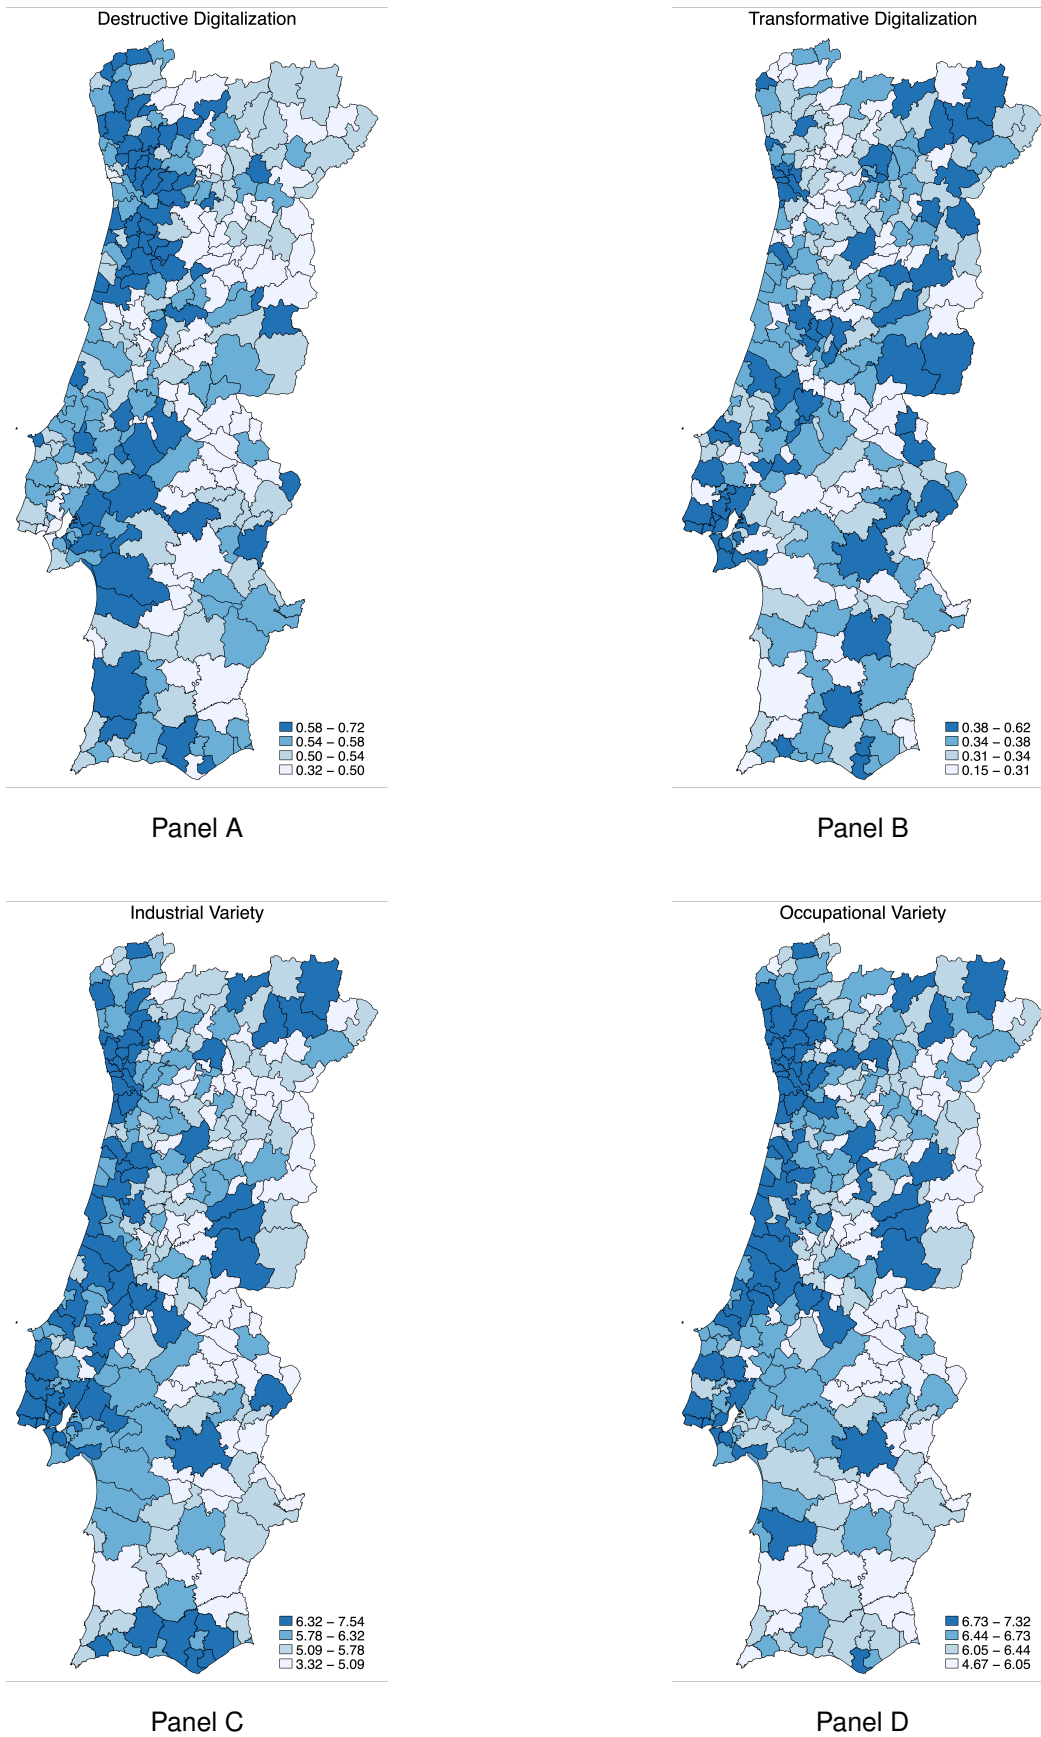 Destructive Digitalization
0.58 – 0.72
0.54 – 0.58
0.50 – 0.54
0.32 – 0.50
Panel A
Transformative Digitalization
0.38 – 0.62
0.34 – 0.38
0.31 – 0.34
0.15 – 0.31
Panel B
Industrial Variety
6.32 – 7.54
5.78 – 6.32
5.09 – 5.78
3.32 – 5.09
Panel C
Occupational Variety
6.73 – 7.32
6.44 – 6.73
6.05 – 6.44
4.67 – 6.05
Panel D